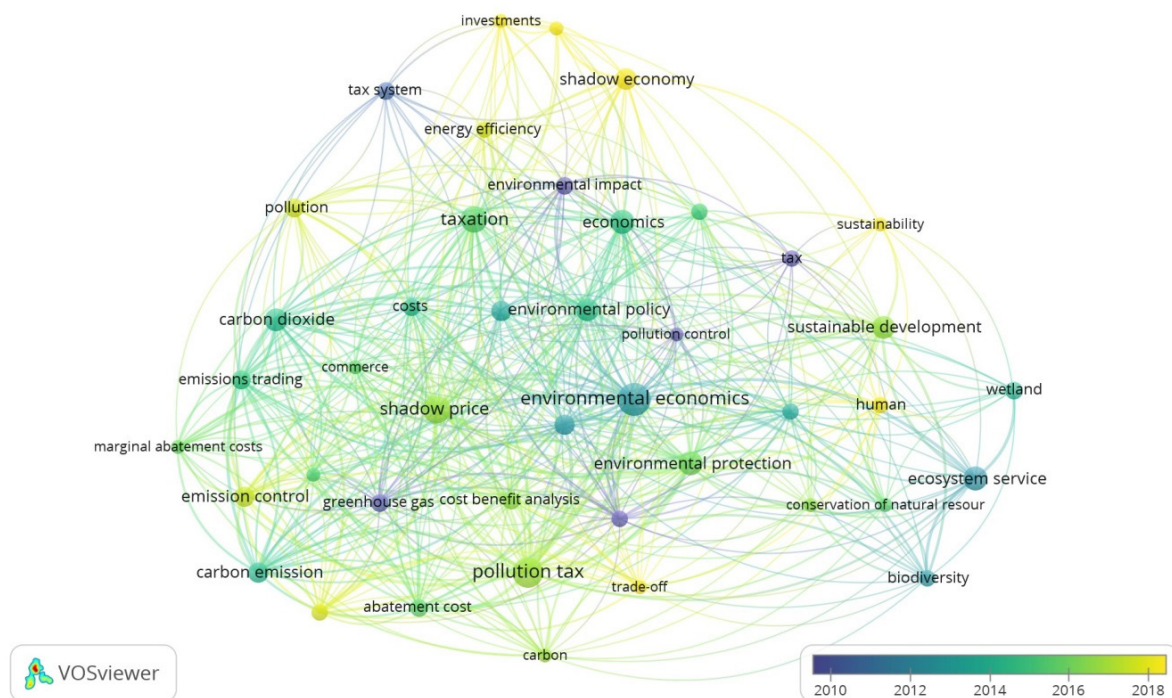 investments
shadow economy
tax system
energy efficiency
environmental impact
pollution
taxation
economics
sustainability
tax
costs
environmental policy
carbon dioxide
pollution control
sustainable development
commerce
emissions trading
wetland
environmental economics
human
shadow price
marginal abatement costs
environmental protection
ecosystem service
emission control
greenhouse gas
cost benefit analysis
conservation of natural resour
pollution tax
carbon emission
biodiversity
trade-off
abatement cost
carbon
VOSviewer
2010 2012 2014 2016 2018